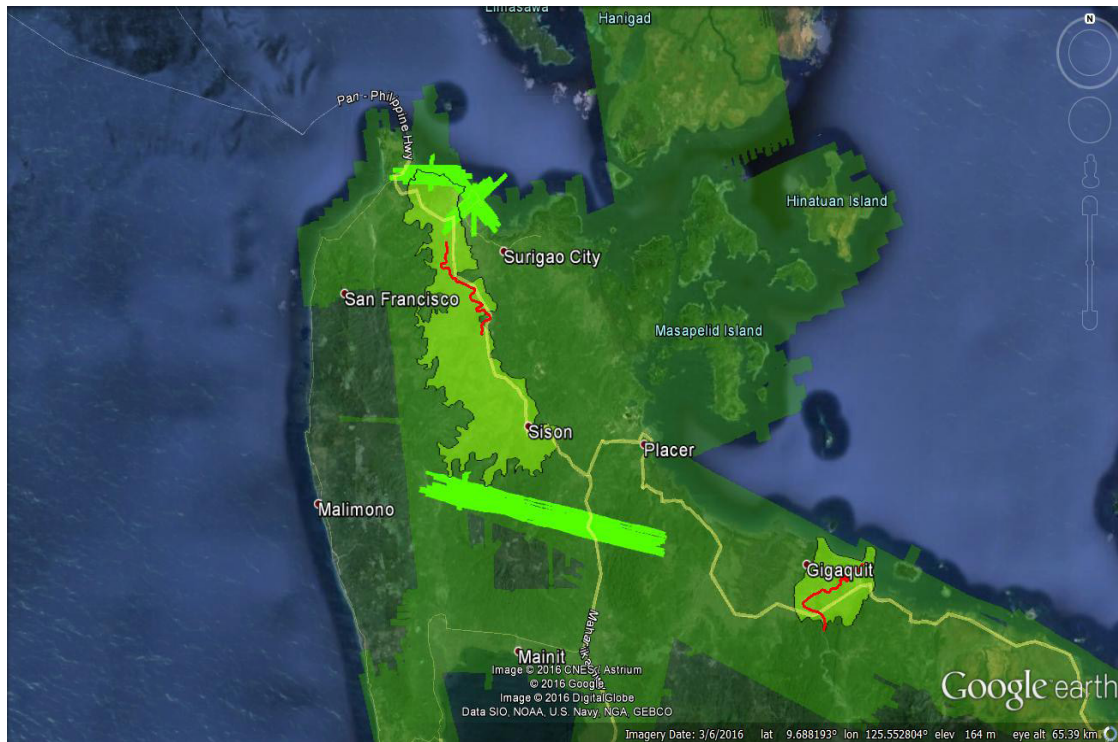 Limasawa
Hanigad
N
Pan - Philippine Hwy
Hinatuan Island
Surigao City
San Francisco
Masapelid Island
Sison
Placer
Malimono
Gigaquit
Mainit
Image © 2016 CNES / Astrium
© 2016 Google
Image © 2016 DigitalGlobe
Data SIO, NOAA, U.S. Navy, NGA, GEBCO
Google earth
Imagery Date: 3/6/2016 lat 9.688193° lon 125.552804° elev 164 m eye alt 65.39 km